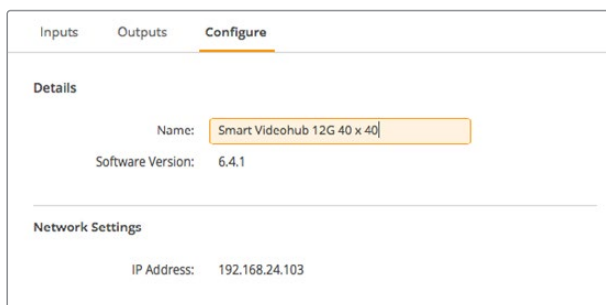 Inputs Outputs Configure
Details
Name: Smart Videohub 12G 40 x 40
Software Version: 6.4.1
Network Settings
IP Address: 192.168.24.103